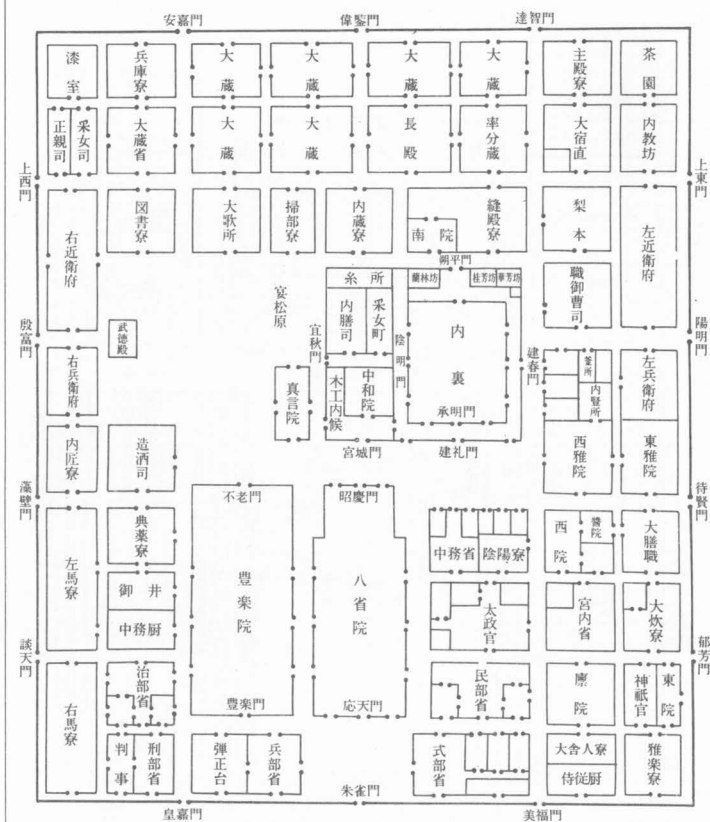 安嘉門
偉鑒門
達智門
漆室
兵庫寮
大蔵
大蔵
大蔵
大蔵
主殿寮
茶園
正親司
采女司
大蔵省
大蔵
大蔵
長殿
率分蔵
大宿直
内教坊
上西門
上東門
右近衛府
図書寮
大歌所
掃部寮
内蔵寮
南院
縫殿寮
梨本
左近衛府
朔平門
糸所
蘭林坊
桂芳坊
華芳坊
職御曹司
宴松原
内膳司
采女町
内裏
宜秋門
陰明門
建春門
殷富門
陽明門
武徳殿
右兵衛府
真言院
木工内候
中和院
承明門
釜所
内竪所
左兵衛府
宮城門
建礼門
内匠寮
造酒司
西雅院
東雅院
藻壁門
待賢門
不老門
昭慶門
左馬寮
典薬寮
豊楽院
八省院
中務省
陰陽寮
西院
醤院
大膳職
御井
中務厨
太政官
宮内省
大炊寮
談天門
郁芳門
右馬寮
治部省
豊楽門
応天門
民部省
廩院
神祇官
東院
判事
刑部省
弾正台
兵部省
式部省
大舎人寮
侍従厨
雅楽寮
皇嘉門
朱雀門
美福門